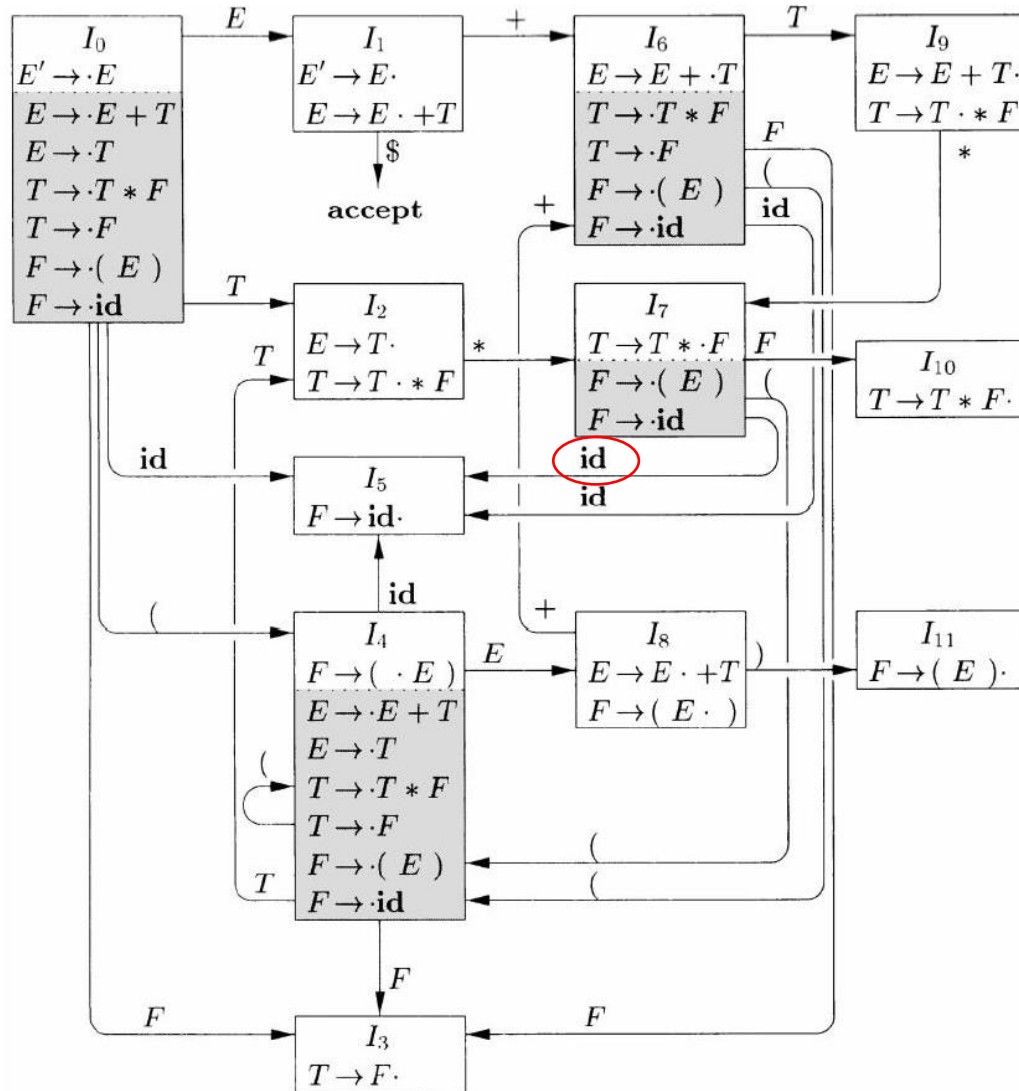 I₀
E′ → ·E
E → ·E + T
E → ·T
T → ·T * F
T → ·F
F → ·( E )
F → ·id
E
I₁
E′ → E·
E → E · +T
$
accept
+
I₆
E → E + ·T
T → ·T * F
T → ·F
F → ·( E )
F → ·id
T
I₉
E → E + T·
T → T · * F
*
F
(
id
+
T
I₂
E → T·
T → T · * F
T
*
I₇
T → T * ·F
F → ·( E )
F → ·id
F
(
I₁₀
T → T * F·
id
I₅
F → id·
id
id
id
(
I₄
F → ( · E )
E → ·E + T
E → ·T
T → ·T * F
T → ·F
F → ·( E )
F → ·id
(
T
E
+
I₈
E → E · +T
F → ( E · )
)
I₁₁
F → ( E )·
(
(
F
F
I₃
T → F·
F